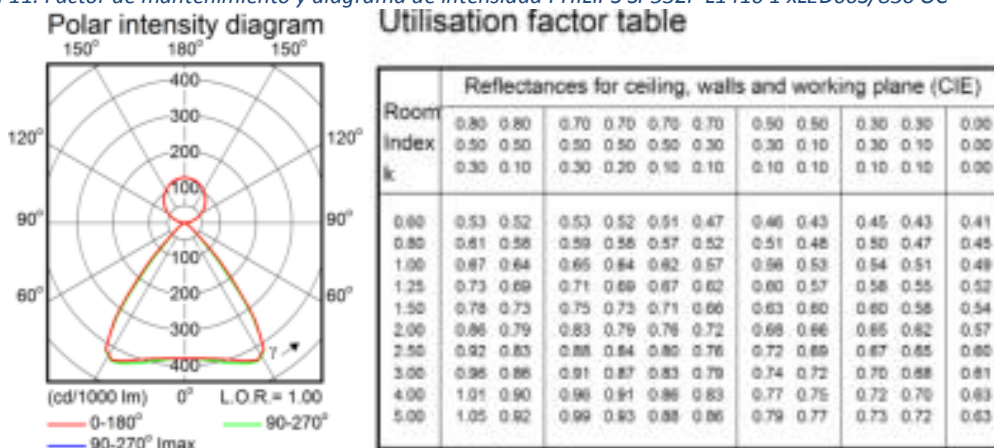 Polar intensity diagram
150° 180° 150°
400
300
120° 120°
200
100
90° 90°
100
60° 200 60°
300
7
400
(cd/1000 lm) 0° L.O.R.= 1.00
0-180° 90-270°
90-270° Imax
Utilisation factor table
Reflectances for ceiling, walls and working plane (CIE)
Room Index k
0.80 0.80 0.70 0.70 0.70 0.70 0.50 0.50 0.30 0.30 0.00
0.50 0.50 0.50 0.50 0.50 0.30 0.30 0.10 0.30 0.10 0.00
0.30 0.10 0.30 0.20 0.10 0.10 0.10 0.10 0.10 0.10 0.00
0.60 0.53 0.52 0.53 0.52 0.51 0.47 0.46 0.43 0.45 0.43 0.41
0.80 0.61 0.58 0.59 0.58 0.57 0.52 0.51 0.48 0.50 0.47 0.45
1.00 0.67 0.64 0.65 0.64 0.62 0.57 0.56 0.53 0.54 0.51 0.49
1.25 0.73 0.69 0.71 0.69 0.67 0.62 0.60 0.57 0.58 0.55 0.52
1.50 0.78 0.73 0.75 0.73 0.71 0.66 0.63 0.60 0.60 0.58 0.54
2.00 0.86 0.79 0.83 0.79 0.76 0.72 0.68 0.66 0.65 0.62 0.57
2.50 0.92 0.83 0.88 0.84 0.80 0.76 0.72 0.69 0.67 0.65 0.60
3.00 0.96 0.86 0.91 0.87 0.83 0.79 0.74 0.72 0.70 0.68 0.61
4.00 1.01 0.90 0.96 0.91 0.86 0.83 0.77 0.75 0.72 0.70 0.63
5.00 1.05 0.92 0.99 0.93 0.88 0.86 0.79 0.77 0.73 0.72 0.63